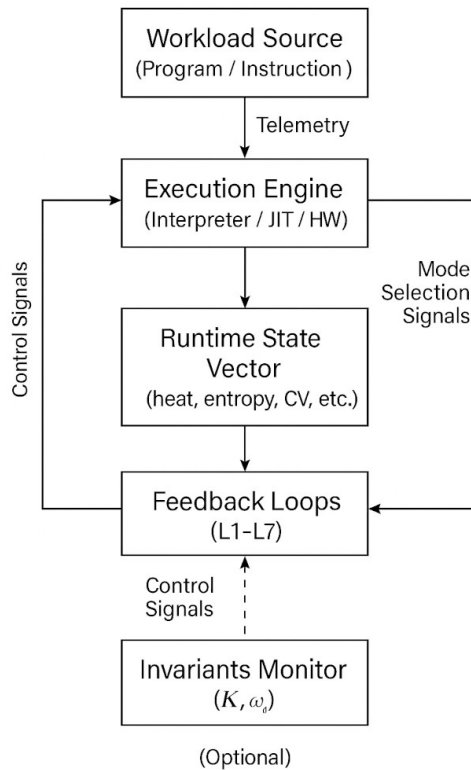 Workload Source
(Program / Instruction)
Telemetry
Execution Engine
(Interpreter / JIT / HW)
Control Signals
Mode
Selection
Signals
Runtime State
Vector
(heat, entropy, CV, etc.)
Feedback Loops
(L1–L7)
Control
Signals
Invariants Monitor
(K, ω₀)
(Optional)